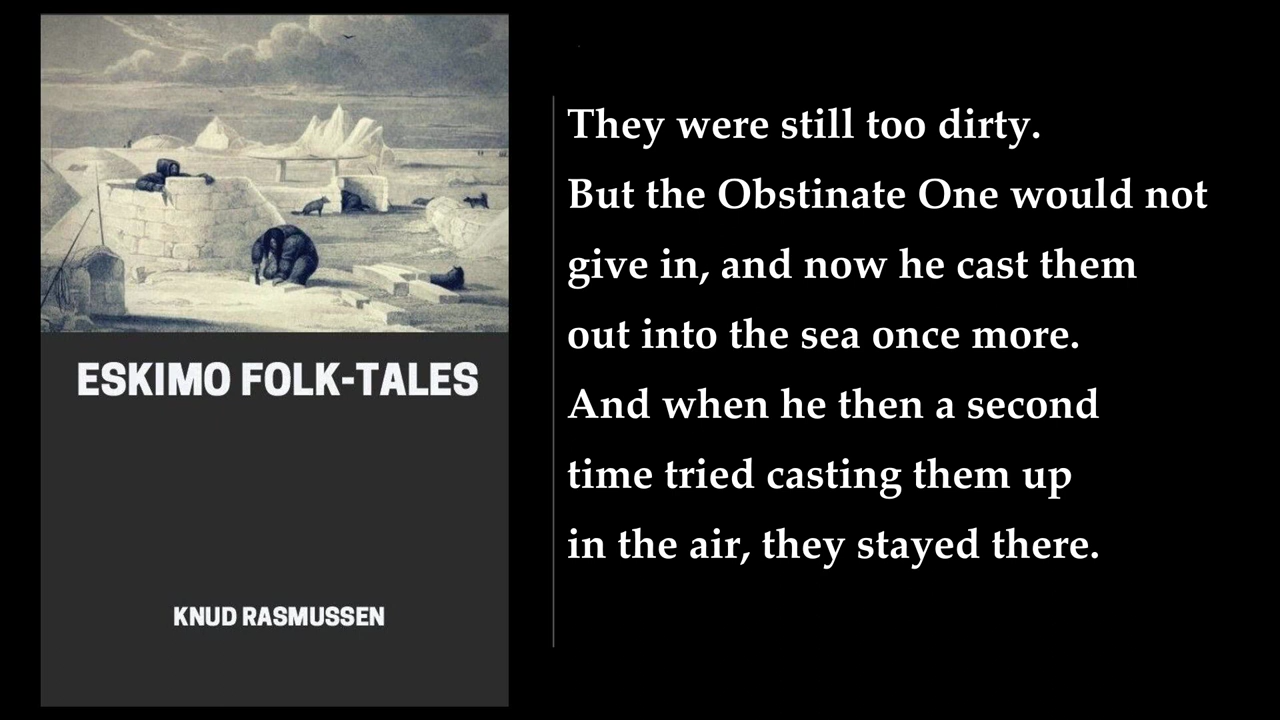 ESKIMO FOLK-TALES
KNUD RASMUSSEN
They were still too dirty.
But the Obstinate One would not
give in, and now he cast them
out into the sea once more.
And when he then a second
time tried casting them up
in the air, they stayed there.